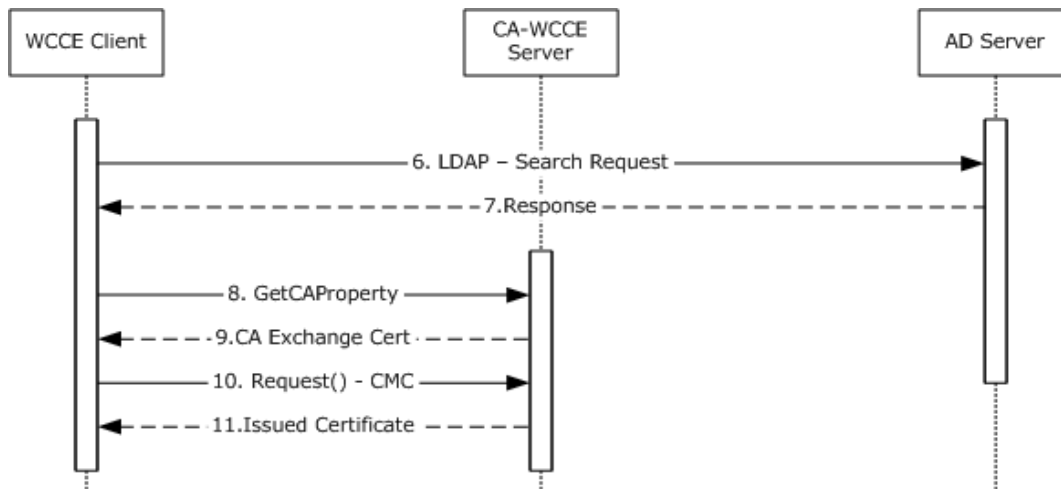 WCCE Client
CA-WCCE
Server
AD Server
6. LDAP – Search Request
7.Response
8. GetCAProperty
9.CA Exchange Cert
10. Request() - CMC
11.Issued Certificate